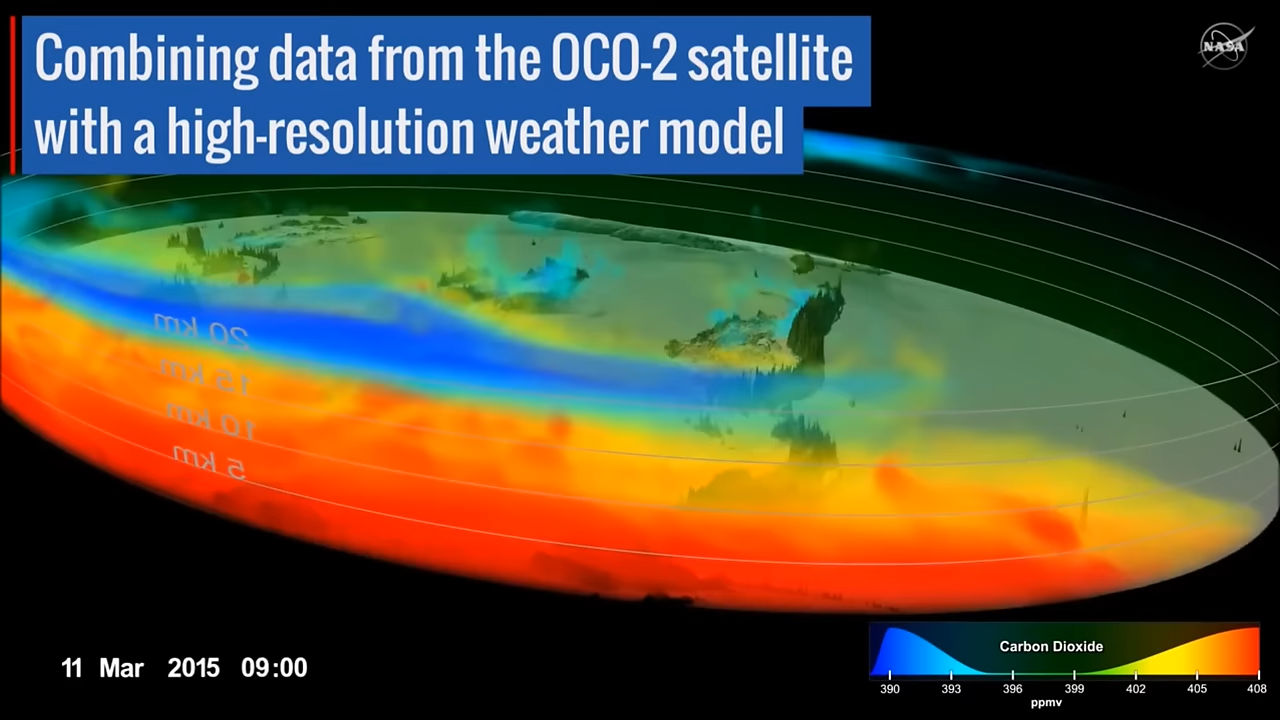 Combining data from the OCO-2 satellite
with a high-resolution weather model
NASA
20 km
15 km
10 km
5 km
11 Mar 2015 09:00
Carbon Dioxide
390 393 396 399 402 405 408
ppmv